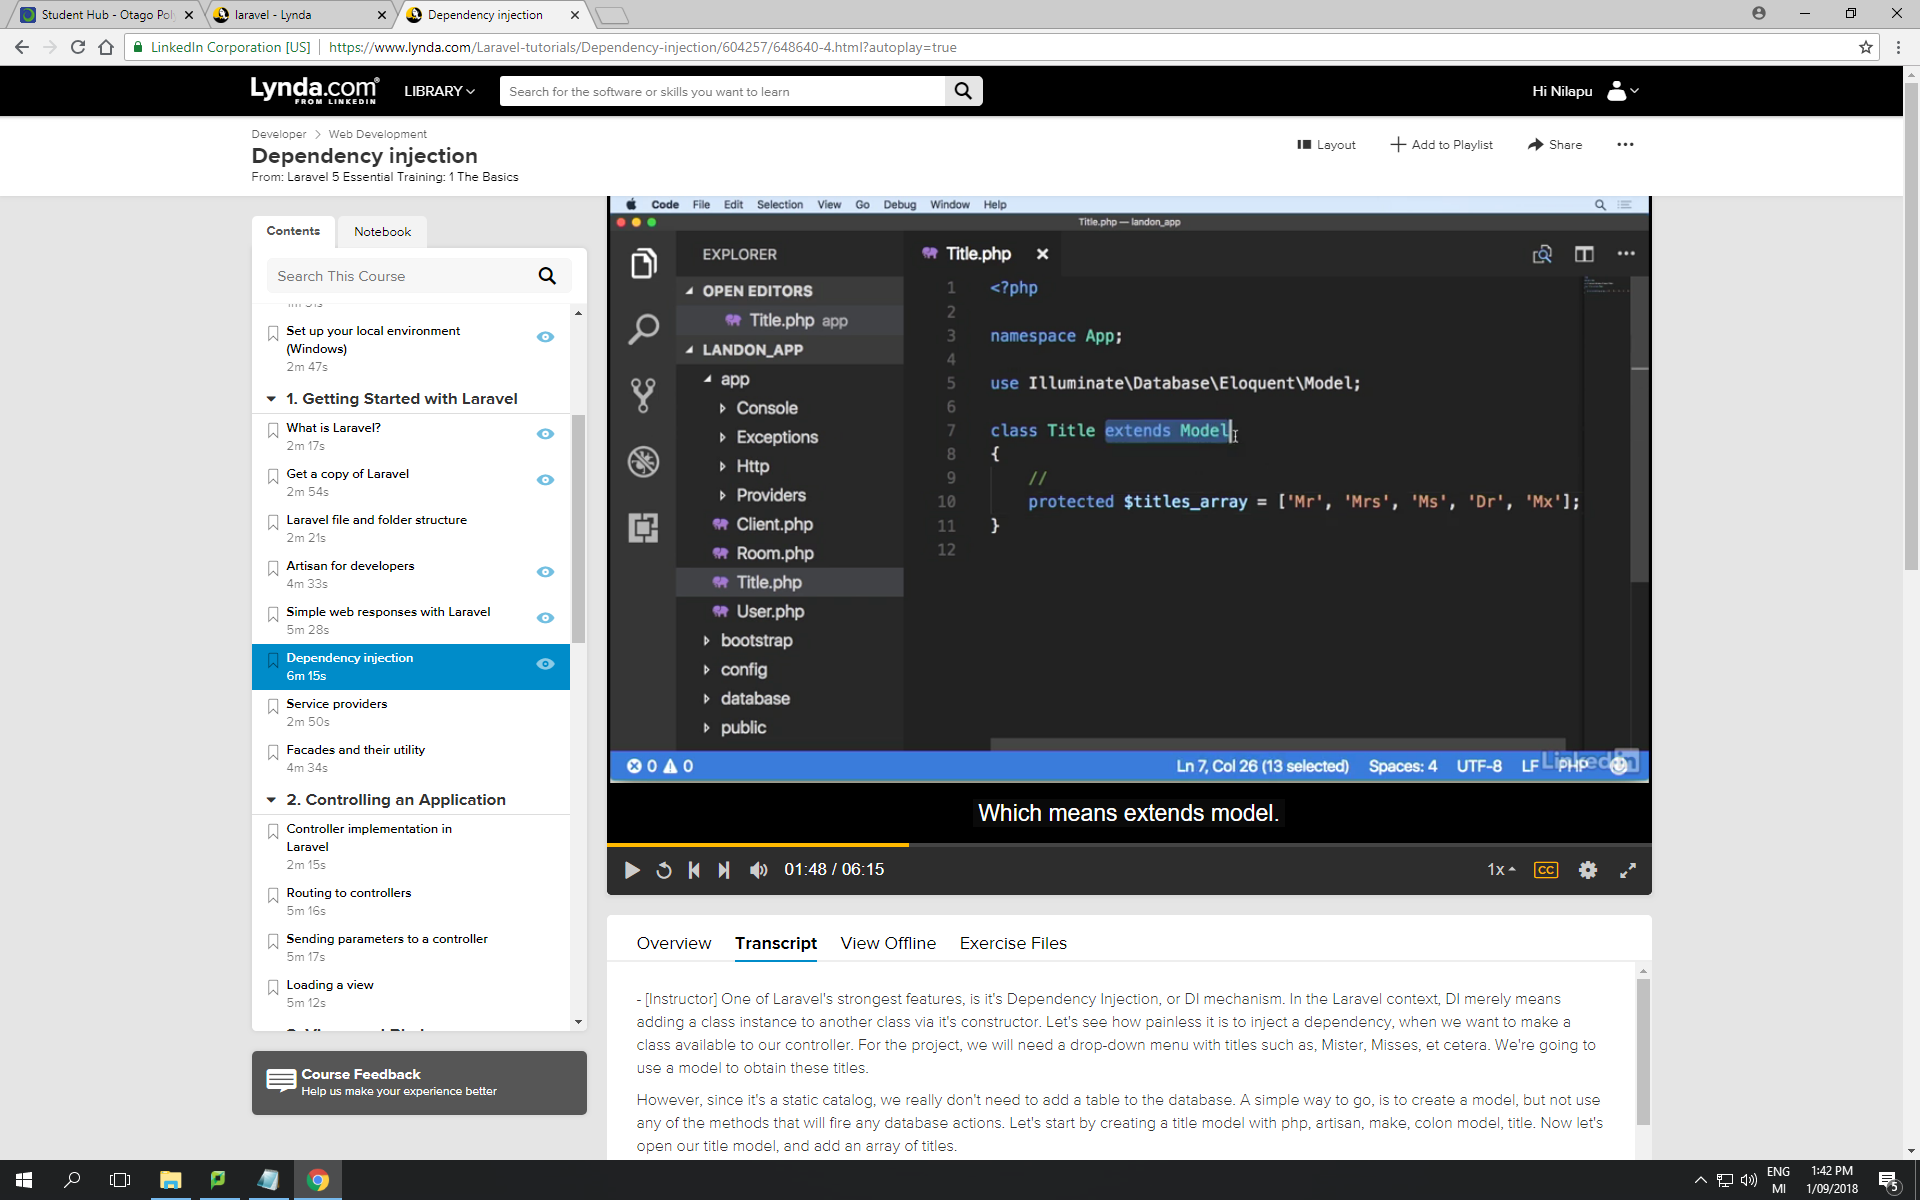 Student Hub - Otago Pol
laravel - Lynda
Dependency injection
LinkedIn Corporation [US]
https://www.lynda.com/Laravel-tutorials/Dependency-injection/604257/648640-4.html?autoplay=true
Lynda.com
FROM LINKEDIN
LIBRARY
Search for the software or skills you want to learn
Hi Nilapu
Developer > Web Development
Dependency injection
From: Laravel 5 Essential Training: 1 The Basics
Layout
Add to Playlist
Share
Contents
Notebook
Search This Course
Set up your local environment
(Windows)
2m 47s
1. Getting Started with Laravel
What is Laravel?
2m 17s
Get a copy of Laravel
2m 54s
Laravel file and folder structure
2m 21s
Artisan for developers
4m 33s
Simple web responses with Laravel
5m 28s
Dependency injection
6m 15s
Service providers
2m 50s
Facades and their utility
4m 34s
2. Controlling an Application
Controller implementation in
Laravel
2m 15s
Routing to controllers
5m 16s
Sending parameters to a controller
5m 17s
Loading a view
5m 12s
Course Feedback
Help us make your experience better
Code File Edit Selection View Go Debug Window Help
Title.php — landon_app
EXPLORER
OPEN EDITORS
Title.php app
LANDON_APP
app
Console
Exceptions
Http
Providers
Client.php
Room.php
Title.php
User.php
bootstrap
config
database
public
Title.php
1 <?php
2
3 namespace App;
4
5 use Illuminate\Database\Eloquent\Model;
6
7 class Title extends Model
8 {
9 //
10 protected $titles_array = ['Mr', 'Mrs', 'Ms', 'Dr', 'Mx'];
11 }
12
0 0
Ln 7, Col 26 (13 selected) Spaces: 4 UTF-8 LF PHP
LinkedIn
Which means extends model.
01:48 / 06:15
1x
CC
Overview
Transcript
View Offline
Exercise Files
- [Instructor] One of Laravel's strongest features, is it's Dependency Injection, or DI mechanism. In the Laravel context, DI merely means
adding a class instance to another class via it's constructor. Let's see how painless it is to inject a dependency, when we want to make a
class available to our controller. For the project, we will need a drop-down menu with titles such as, Mister, Misses, et cetera. We're going to
use a model to obtain these titles.
However, since it's a static catalog, we really don't need to add a table to the database. A simple way to go, is to create a model, but not use
any of the methods that will fire any database actions. Let's start by creating a title model with php, artisan, make, colon model, title. Now let's
open our title model, and add an array of titles.
ENG
MI
1:42 PM
1/09/2018
5